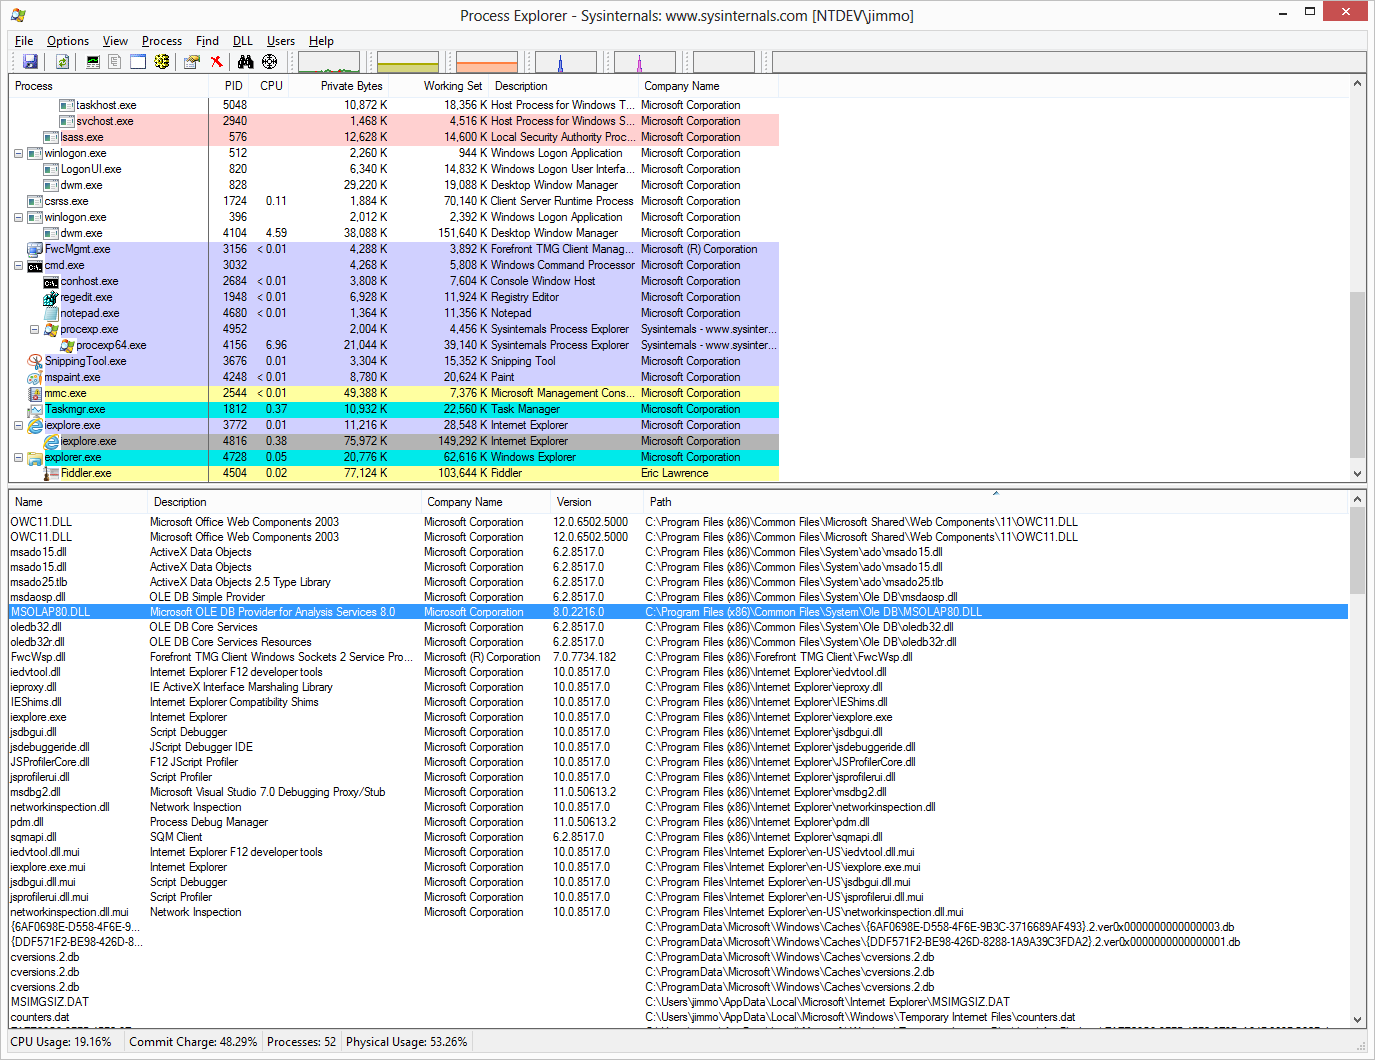 Process Explorer - Sysinternals: www.sysinternals.com [NTDEV\jimmo]
File Options View Process Find DLL Users Help
Process PID CPU Private Bytes Working Set Description Company Name
taskhost.exe 5048 10,872 K 18,356 K Host Process for Windows T... Microsoft Corporation
svchost.exe 2940 1,468 K 4,516 K Host Process for Windows S... Microsoft Corporation
lsass.exe 576 12,628 K 14,600 K Local Security Authority Proc... Microsoft Corporation
winlogon.exe 512 2,260 K 944 K Windows Logon Application Microsoft Corporation
LogonUI.exe 820 6,340 K 14,832 K Windows Logon User Interfa... Microsoft Corporation
dwm.exe 828 29,220 K 19,088 K Desktop Window Manager Microsoft Corporation
csrss.exe 1724 0.11 1,884 K 70,140 K Client Server Runtime Process Microsoft Corporation
winlogon.exe 396 2,012 K 2,392 K Windows Logon Application Microsoft Corporation
dwm.exe 4104 4.59 38,088 K 151,640 K Desktop Window Manager Microsoft Corporation
FwcMgmt.exe 3156 < 0.01 4,288 K 3,892 K Forefront TMG Client Manag... Microsoft (R) Corporation
cmd.exe 3032 4,268 K 5,808 K Windows Command Processor Microsoft Corporation
conhost.exe 2684 < 0.01 3,808 K 7,604 K Console Window Host Microsoft Corporation
regedit.exe 1948 < 0.01 6,928 K 11,924 K Registry Editor Microsoft Corporation
notepad.exe 4680 < 0.01 1,364 K 11,356 K Notepad Microsoft Corporation
procexp.exe 4952 2,004 K 4,456 K Sysinternals Process Explorer Sysinternals - www.sysinter...
procexp64.exe 4156 6.96 21,044 K 39,140 K Sysinternals Process Explorer Sysinternals - www.sysinter...
SnippingTool.exe 3676 0.01 3,304 K 15,352 K Snipping Tool Microsoft Corporation
mspaint.exe 4248 < 0.01 8,780 K 20,624 K Paint Microsoft Corporation
mmc.exe 2544 < 0.01 49,388 K 7,376 K Microsoft Management Cons... Microsoft Corporation
Taskmgr.exe 1812 0.37 10,932 K 22,560 K Task Manager Microsoft Corporation
iexplore.exe 3772 0.01 11,216 K 28,548 K Internet Explorer Microsoft Corporation
iexplore.exe 4816 0.38 75,972 K 149,292 K Internet Explorer Microsoft Corporation
explorer.exe 4728 0.05 20,776 K 62,616 K Windows Explorer Microsoft Corporation
Fiddler.exe 4504 0.02 77,124 K 103,644 K Fiddler Eric Lawrence
Name Description Company Name Version Path
OWC11.DLL Microsoft Office Web Components 2003 Microsoft Corporation 12.0.6502.5000 C:\Program Files (x86)\Common Files\Microsoft Shared\Web Components\11\OWC11.DLL
OWC11.DLL Microsoft Office Web Components 2003 Microsoft Corporation 12.0.6502.5000 C:\Program Files (x86)\Common Files\Microsoft Shared\Web Components\11\OWC11.DLL
msado15.dll ActiveX Data Objects Microsoft Corporation 6.2.8517.0 C:\Program Files (x86)\Common Files\System\ado\msado15.dll
msado15.dll ActiveX Data Objects Microsoft Corporation 6.2.8517.0 C:\Program Files (x86)\Common Files\System\ado\msado15.dll
msado25.tlb ActiveX Data Objects 2.5 Type Library Microsoft Corporation 6.2.8517.0 C:\Program Files (x86)\Common Files\System\ado\msado25.tlb
msdaosp.dll OLE DB Simple Provider Microsoft Corporation 6.2.8517.0 C:\Program Files (x86)\Common Files\System\Ole DB\msdaosp.dll
MSOLAP80.DLL Microsoft OLE DB Provider for Analysis Services 8.0 Microsoft Corporation 8.0.2216.0 C:\Program Files (x86)\Common Files\System\Ole DB\MSOLAP80.DLL
oledb32.dll OLE DB Core Services Microsoft Corporation 6.2.8517.0 C:\Program Files (x86)\Common Files\System\Ole DB\oledb32.dll
oledb32r.dll OLE DB Core Services Resources Microsoft Corporation 6.2.8517.0 C:\Program Files (x86)\Common Files\System\Ole DB\oledb32r.dll
FwcWsp.dll Forefront TMG Client Windows Sockets 2 Service Pro... Microsoft (R) Corporation 7.0.7734.182 C:\Program Files (x86)\Forefront TMG Client\FwcWsp.dll
iedvtool.dll Internet Explorer F12 developer tools Microsoft Corporation 10.0.8517.0 C:\Program Files (x86)\Internet Explorer\iedvtool.dll
ieproxy.dll IE ActiveX Interface Marshaling Library Microsoft Corporation 10.0.8517.0 C:\Program Files (x86)\Internet Explorer\ieproxy.dll
IEShims.dll Internet Explorer Compatibility Shims Microsoft Corporation 10.0.8517.0 C:\Program Files (x86)\Internet Explorer\IEShims.dll
iexplore.exe Internet Explorer Microsoft Corporation 10.0.8517.0 C:\Program Files (x86)\Internet Explorer\iexplore.exe
jsdbgui.dll Script Debugger Microsoft Corporation 10.0.8517.0 C:\Program Files (x86)\Internet Explorer\jsdbgui.dll
jsdebuggeride.dll JScript Debugger IDE Microsoft Corporation 10.0.8517.0 C:\Program Files (x86)\Internet Explorer\jsdebuggeride.dll
JSProfilerCore.dll F12 JScript Profiler Microsoft Corporation 10.0.8517.0 C:\Program Files (x86)\Internet Explorer\JSProfilerCore.dll
jsprofilerui.dll Script Profiler Microsoft Corporation 10.0.8517.0 C:\Program Files (x86)\Internet Explorer\jsprofilerui.dll
msdbg2.dll Microsoft Visual Studio 7.0 Debugging Proxy/Stub Microsoft Corporation 11.0.50613.2 C:\Program Files (x86)\Internet Explorer\msdbg2.dll
networkinspection.dll Network Inspection Microsoft Corporation 10.0.8517.0 C:\Program Files (x86)\Internet Explorer\networkinspection.dll
pdm.dll Process Debug Manager Microsoft Corporation 11.0.50613.2 C:\Program Files (x86)\Internet Explorer\pdm.dll
sqmapi.dll SQM Client Microsoft Corporation 6.2.8517.0 C:\Program Files (x86)\Internet Explorer\sqmapi.dll
iedvtool.dll.mui Internet Explorer F12 developer tools Microsoft Corporation 10.0.8517.0 C:\Program Files\Internet Explorer\en-US\iedvtool.dll.mui
iexplore.exe.mui Internet Explorer Microsoft Corporation 10.0.8517.0 C:\Program Files\Internet Explorer\en-US\iexplore.exe.mui
jsdbgui.dll.mui Script Debugger Microsoft Corporation 10.0.8517.0 C:\Program Files\Internet Explorer\en-US\jsdbgui.dll.mui
jsprofilerui.dll.mui Script Profiler Microsoft Corporation 10.0.8517.0 C:\Program Files\Internet Explorer\en-US\jsprofilerui.dll.mui
networkinspection.dll.mui Network Inspection Microsoft Corporation 10.0.8517.0 C:\Program Files\Internet Explorer\en-US\networkinspection.dll.mui
{6AF0698E-D558-4F6E-9... C:\ProgramData\Microsoft\Windows\Caches\{6AF0698E-D558-4F6E-9B3C-3716689AF493}.2.ver0x0000000000000003.db
{DDF571F2-BE98-426D-8... C:\ProgramData\Microsoft\Windows\Caches\{DDF571F2-BE98-426D-8288-1A9A39C3FDA2}.2.ver0x0000000000000001.db
cversions.2.db C:\ProgramData\Microsoft\Windows\Caches\cversions.2.db
cversions.2.db C:\ProgramData\Microsoft\Windows\Caches\cversions.2.db
cversions.2.db C:\ProgramData\Microsoft\Windows\Caches\cversions.2.db
MSIMGSIZ.DAT C:\Users\jimmo\AppData\Local\Microsoft\Internet Explorer\MSIMGSIZ.DAT
counters.dat C:\Users\jimmo\AppData\Local\Microsoft\Windows\Temporary Internet Files\counters.dat
CPU Usage: 19.16% Commit Charge: 48.29% Processes: 52 Physical Usage: 53.26%